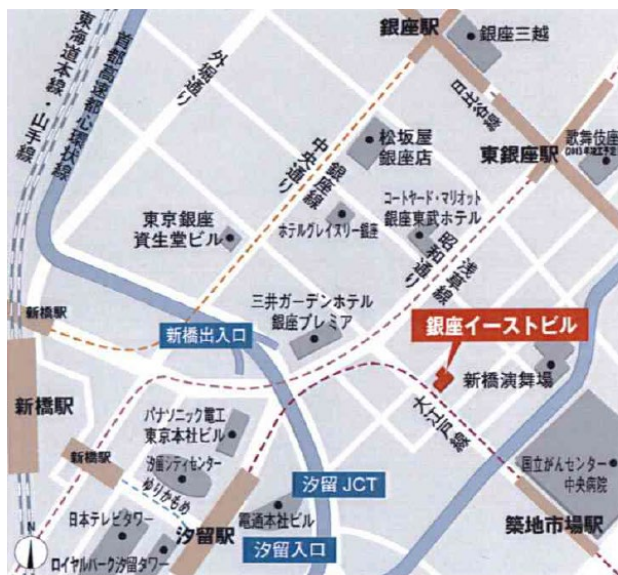 銀座駅
銀座三越
外堀通り
首都高速都心環状線
東海道本線・山手線
日比谷線
松坂屋
銀座店
歌舞伎座
東銀座駅
銀座線
中央通り
コートヤード・マリオット
銀座東武ホテル
東京銀座
資生堂ビル
ホテルグレイスリー銀座
浅草線
昭和通り
新橋駅
三井ガーデンホテル
銀座プレミア
新橋出入口
銀座イーストビル
新橋演舞場
新橋駅
パナソニック電工
東京本社ビル
大江戸線
新橋駅
汐留シティセンター
国立がんセンター
中央病院
ゆりかもめ
汐留JCT
日本テレビタワー
電通本社ビル
築地市場駅
汐留駅
汐留入口
N
ロイヤルパーク汐留タワー